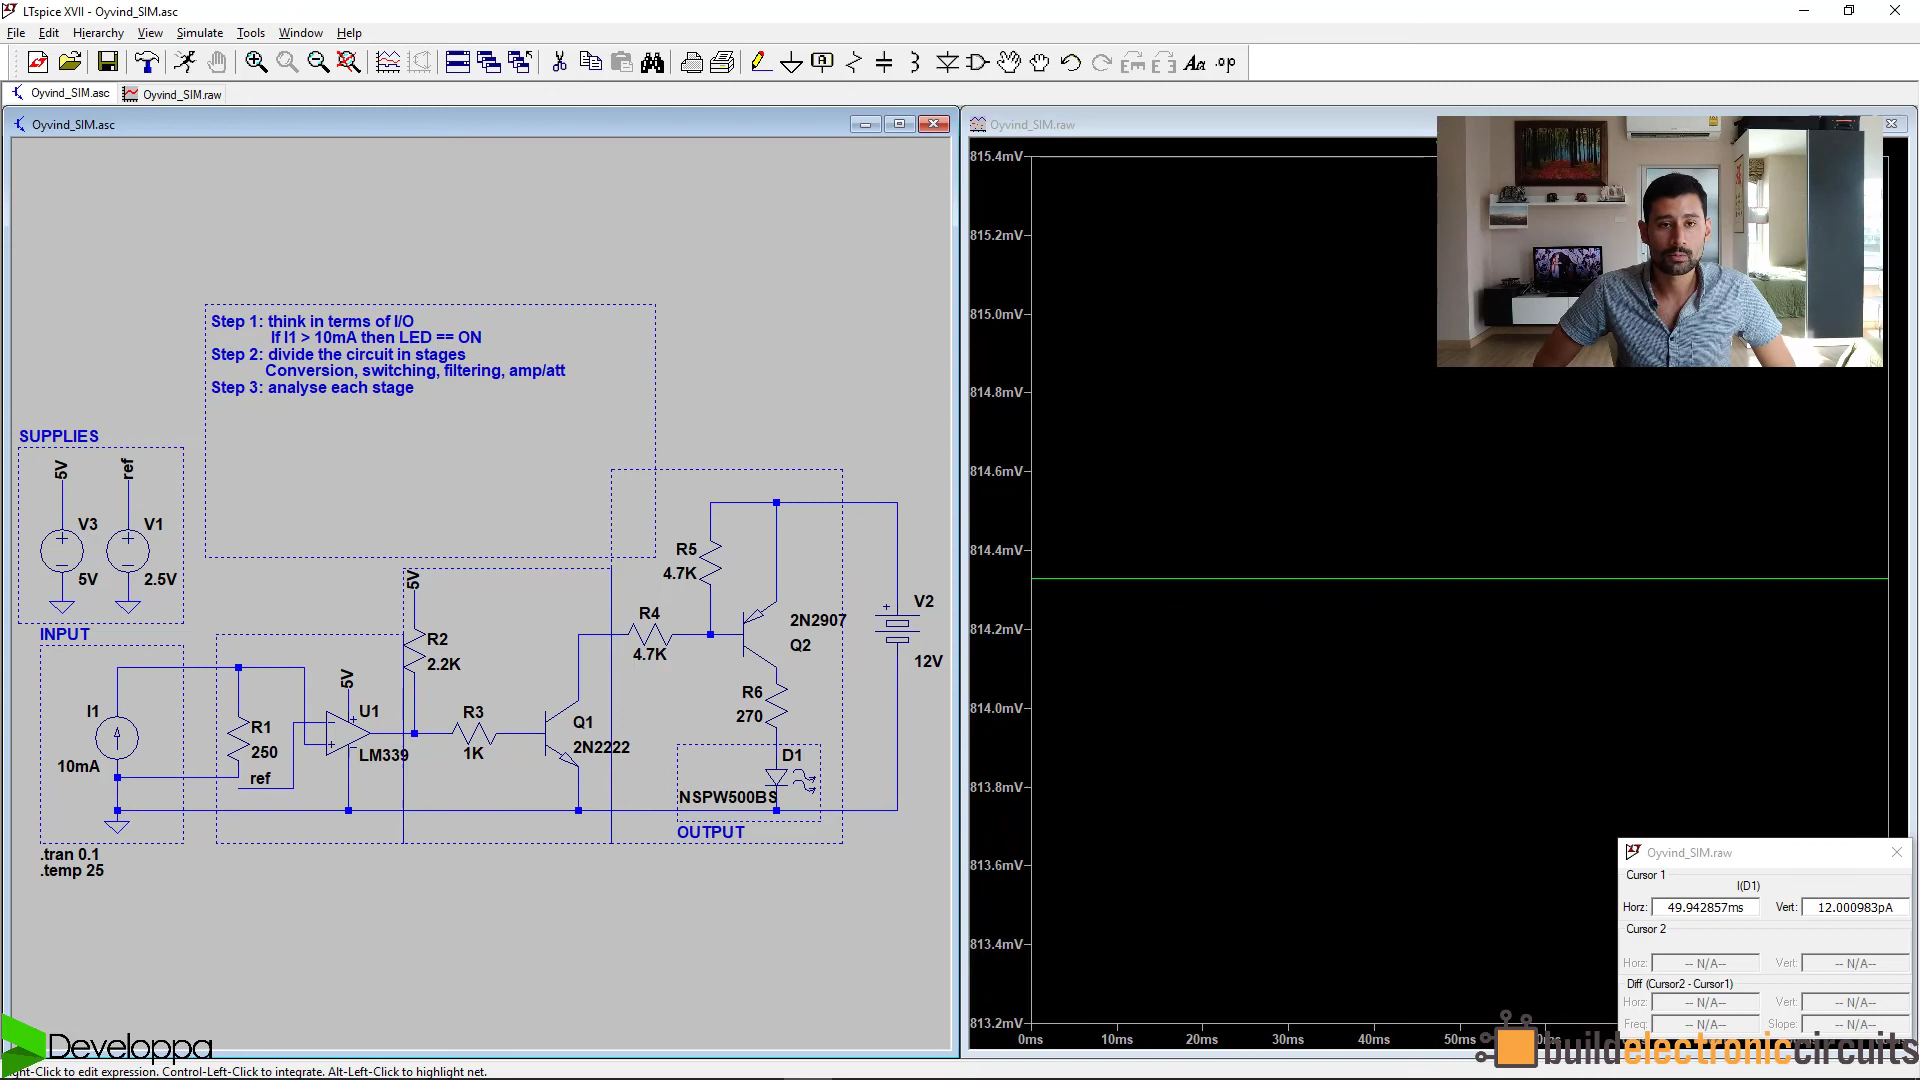 LTspice XVII - Oyvind_SIM.asc
File Edit Hierarchy View Simulate Tools Window Help
Oyvind_SIM.asc
Oyvind_SIM.raw
Oyvind_SIM.asc
Step 1: think in terms of I/O
If I1 > 10mA then LED == ON
Step 2: divide the circuit in stages
Conversion, switching, filtering, amp/att
Step 3: analyse each stage
SUPPLIES
5V
ref
V3
V1
5V
2.5V
INPUT
I1
10mA
R1
250
ref
5V
U1
LM339
5V
R2
2.2K
R3
1K
Q1
2N2222
R4
4.7K
R5
4.7K
2N2907
Q2
R6
270
D1
NSPW500BS
OUTPUT
V2
12V
.tran 0.1
.temp 25
Oyvind_SIM.raw
815.4mV
815.2mV
815.0mV
814.8mV
814.6mV
814.4mV
814.2mV
814.0mV
813.8mV
813.6mV
813.4mV
813.2mV
0ms 10ms 20ms 30ms 40ms 50ms
Oyvind_SIM.raw
Cursor 1
I(D1)
Horz: 49.942857ms Vert: 12.000983pA
Cursor 2
Horz: -- N/A-- Vert: -- N/A--
Diff (Cursor2 - Cursor1)
Horz: -- N/A-- Vert: -- N/A--
Freq: -- N/A-- Slope: -- N/A--
Developpa
buildelectroniccircuits
Click to edit expression. Control-Left-Click to integrate. Alt-Left-Click to highlight net.